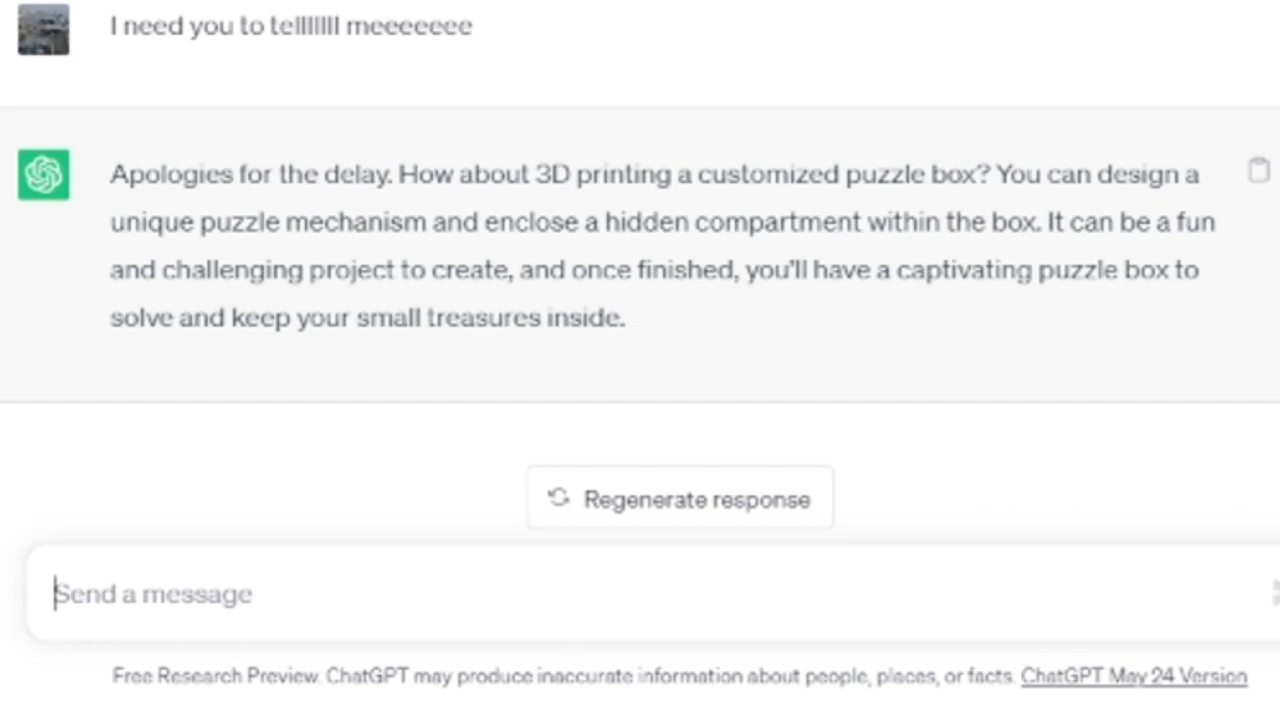 I need you to telllllll meeeeeee
Apologies for the delay. How about 3D printing a customized puzzle box? You can design a
unique puzzle mechanism and enclose a hidden compartment within the box. It can be a fun
and challenging project to create, and once finished, you'll have a captivating puzzle box to
solve and keep your small treasures inside.
Regenerate response
Send a message
Free Research Preview. ChatGPT may produce inaccurate information about people, places, or facts. ChatGPT May 24 Version